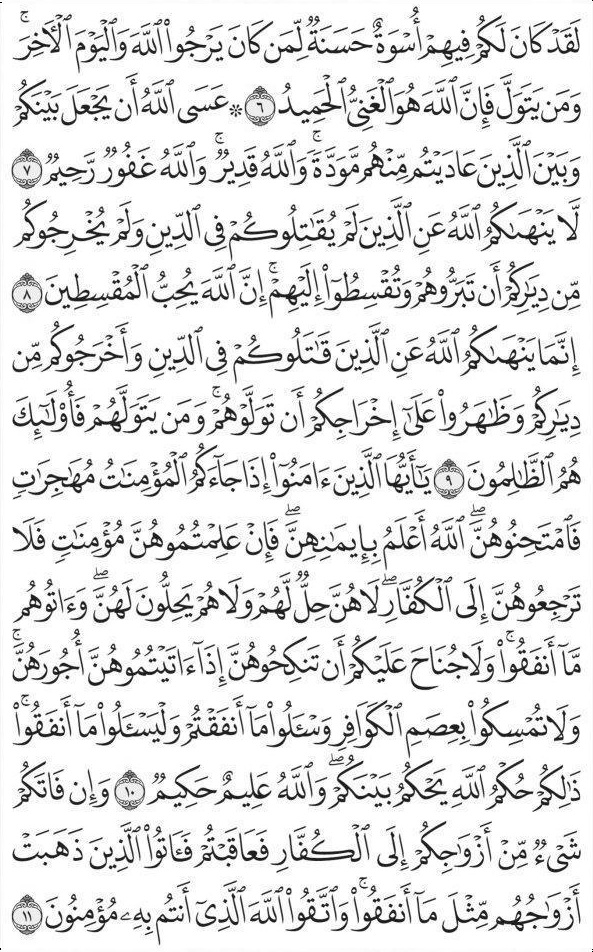 لَقَدْ كَانَ لَكُمْ فِيهِمْ أُسْوَةٌ حَسَنَةٌ لِّمَن كَانَ يَرْجُوا۟ ٱللَّهَ وَٱلْيَوْمَ ٱلْـَٔاخِرَ ۚ
وَمَن يَتَوَلَّ فَإِنَّ ٱللَّهَ هُوَ ٱلْغَنِىُّ ٱلْحَمِيدُ ٦ ۞ عَسَى ٱللَّهُ أَن يَجْعَلَ بَيْنَكُمْ
وَبَيْنَ ٱلَّذِينَ عَادَيْتُم مِّنْهُم مَّوَدَّةً ۚ وَٱللَّهُ قَدِيرٌ ۚ وَٱللَّهُ غَفُورٌ رَّحِيمٌ ٧
لَّا يَنْهَىٰكُمُ ٱللَّهُ عَنِ ٱلَّذِينَ لَمْ يُقَـٰتِلُوكُمْ فِى ٱلدِّينِ وَلَمْ يُخْرِجُوكُم
مِّن دِيَـٰرِكُمْ أَن تَبَرُّوهُمْ وَتُقْسِطُوٓا۟ إِلَيْهِمْ ۚ إِنَّ ٱللَّهَ يُحِبُّ ٱلْمُقْسِطِينَ ٨
إِنَّمَا يَنْهَىٰكُمُ ٱللَّهُ عَنِ ٱلَّذِينَ قَـٰتَلُوكُمْ فِى ٱلدِّينِ وَأَخْرَجُوكُم مِّن
دِيَـٰرِكُمْ وَظَـٰهَرُوا۟ عَلَىٰٓ إِخْرَاجِكُمْ أَن تَوَلَّوْهُمْ ۚ وَمَن يَتَوَلَّهُمْ فَأُو۟لَـٰٓئِكَ
هُمُ ٱلظَّـٰلِمُونَ ٩ يَـٰٓأَيُّهَا ٱلَّذِينَ ءَامَنُوٓا۟ إِذَا جَآءَكُمُ ٱلْمُؤْمِنَـٰتُ مُهَـٰجِرَٰتٍ
فَٱمْتَحِنُوهُنَّ ۖ ٱللَّهُ أَعْلَمُ بِإِيمَـٰنِهِنَّ ۖ فَإِنْ عَلِمْتُمُوهُنَّ مُؤْمِنَـٰتٍ فَلَا
تَرْجِعُوهُنَّ إِلَى ٱلْكُفَّارِ ۖ لَا هُنَّ حِلٌّ لَّهُمْ وَلَا هُمْ يَحِلُّونَ لَهُنَّ ۖ وَءَاتُوهُم
مَّآ أَنفَقُوا۟ ۚ وَلَا جُنَاحَ عَلَيْكُمْ أَن تَنكِحُوهُنَّ إِذَآ ءَاتَيْتُمُوهُنَّ أُجُورَهُنَّ ۚ
وَلَا تُمْسِكُوا۟ بِعِصَمِ ٱلْكَوَافِرِ وَسْـَٔلُوا۟ مَآ أَنفَقْتُمْ وَلْيَسْـَٔلُوا۟ مَآ أَنفَقُوا۟ ۚ
ذَٰلِكُمْ حُكْمُ ٱللَّهِ يَحْكُمُ بَيْنَكُمْ ۖ وَٱللَّهُ عَلِيمٌ حَكِيمٌ ١٠ وَإِن فَاتَكُمْ
شَىْءٌ مِّنْ أَزْوَٰجِكُمْ إِلَى ٱلْكُفَّارِ فَعَاقَبْتُمْ فَـَٔاتُوا۟ ٱلَّذِينَ ذَهَبَتْ
أَزْوَٰجُهُم مِّثْلَ مَآ أَنفَقُوا۟ ۚ وَٱتَّقُوا۟ ٱللَّهَ ٱلَّذِىٓ أَنتُم بِهِۦ مُؤْمِنُونَ ١١